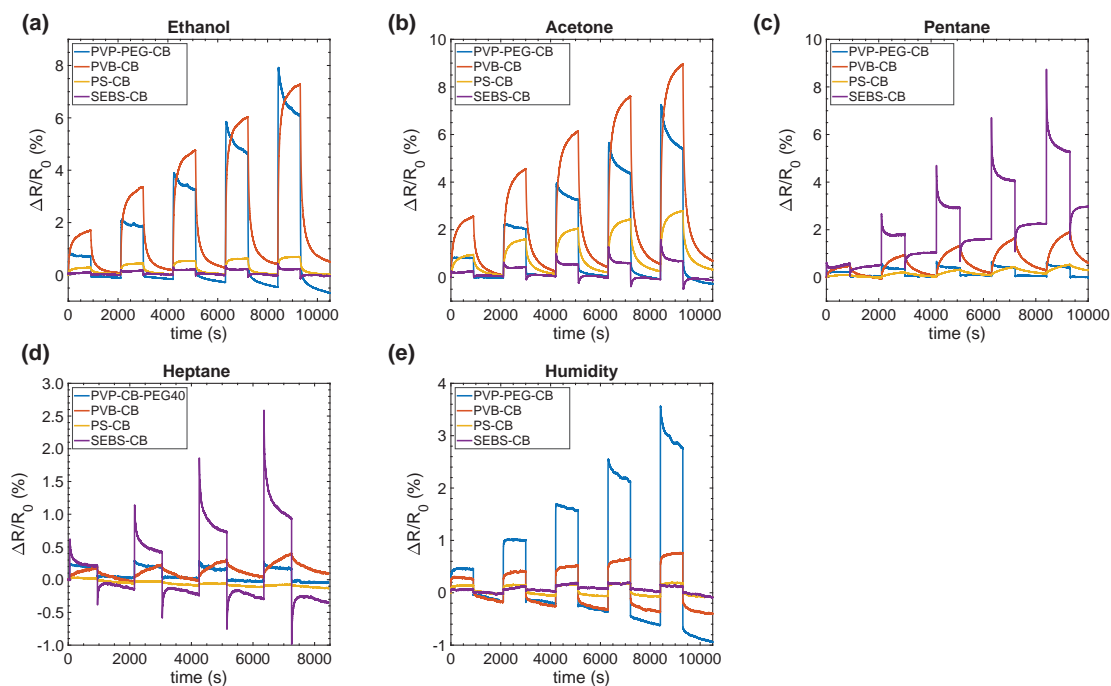 (a)
Ethanol
PVP-PEG-CB
PVB-CB
PS-CB
SEBS-CB
8
6
4
2
0
ΔR/R0 (%)
0 2000 4000 6000 8000 10000
time (s)
(b)
Acetone
PVP-PEG-CB
PVB-CB
PS-CB
SEBS-CB
10
8
6
4
2
0
ΔR/R0 (%)
0 2000 4000 6000 8000 10000
time (s)
(c)
Pentane
PVP-PEG-CB
PVB-CB
PS-CB
SEBS-CB
10
8
6
4
2
0
ΔR/R0 (%)
0 2000 4000 6000 8000 10000
time (s)
(d)
Heptane
PVP-CB-PEG40
PVB-CB
PS-CB
SEBS-CB
3.0
2.5
2.0
1.5
1.0
0.5
0.0
-0.5
-1.0
ΔR/R0 (%)
0 2000 4000 6000 8000
time (s)
(e)
Humidity
PVP-PEG-CB
PVB-CB
PS-CB
SEBS-CB
4
3
2
1
0
-1
ΔR/R0 (%)
0 2000 4000 6000 8000 10000
time (s)